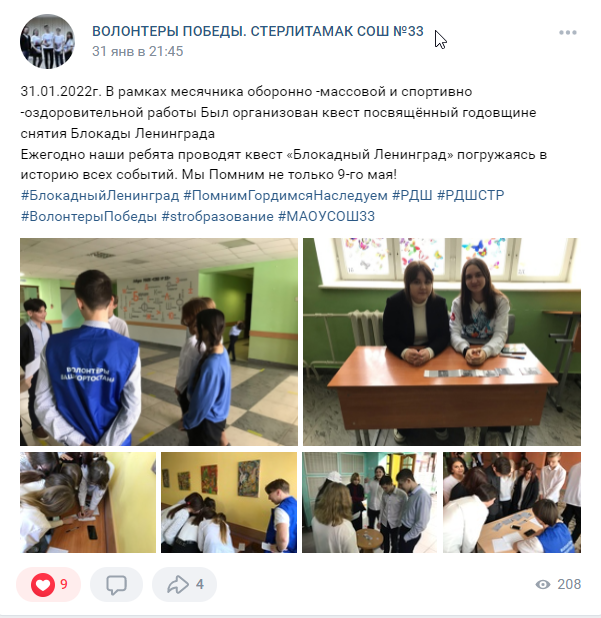 ВОЛОНТЕРЫ ПОБЕДЫ. СТЕРЛИТАМАК СОШ №33
31 янв в 21:45
31.01.2022г. В рамках месячника оборонно -массовой и спортивно
-оздоровительной работы Был организован квест посвящённый годовщине
снятия Блокады Ленинграда
Ежегодно наши ребята проводят квест «Блокадный Ленинград» погружаясь в
историю всех событий. Мы Помним не только 9-го мая!
#БлокадныйЛенинград #ПомнимГордимсяНаследуем #РДШ #РДШСТР
#ВолонтерыПобеды #strобразование #МАОУСОШ33
ВОЛОНТЁРЫ
БАШКОРТОСТАНА
9
4
208